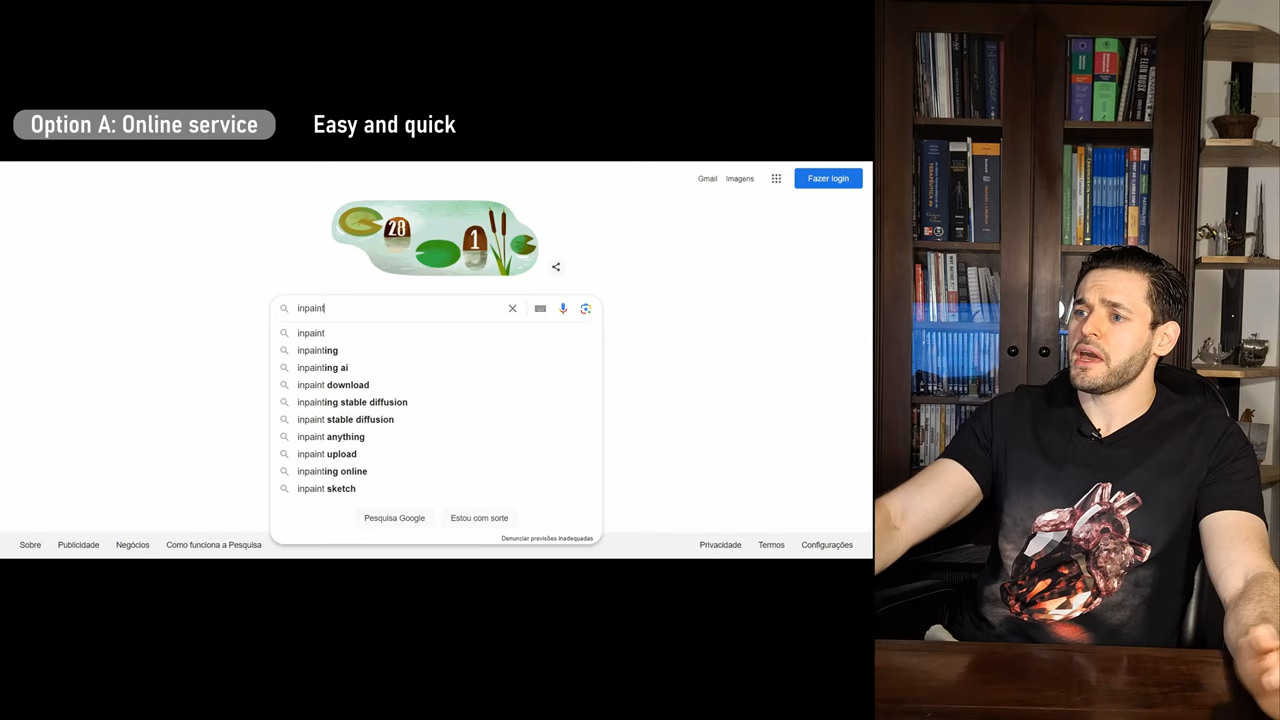 Option A: Online service
Easy and quick
Gmail
Imagens
Fazer login
28
1
inpaint
inpaint
inpainting
inpainting ai
inpaint download
inpainting stable diffusion
inpaint stable diffusion
inpaint anything
inpaint upload
inpainting online
inpaint sketch
Pesquisa Google
Estou com sorte
Denunciar previsões inadequadas
Sobre
Publicidade
Negócios
Como funciona a Pesquisa
Privacidade
Termos
Configurações
ELON MUSK